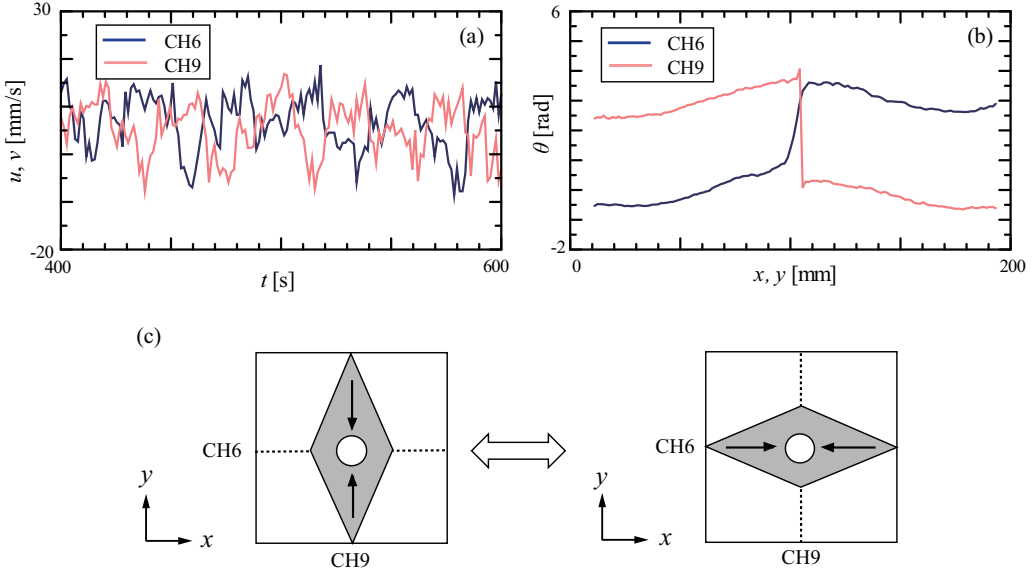 30
u, v [mm/s]
-20
CH6
CH9
(a)
400
600
t [s]
6
θ [rad]
-2
CH6
CH9
(b)
0
200
x, y [mm]
(c)
CH6
y
x
CH9
CH6
y
x
CH9